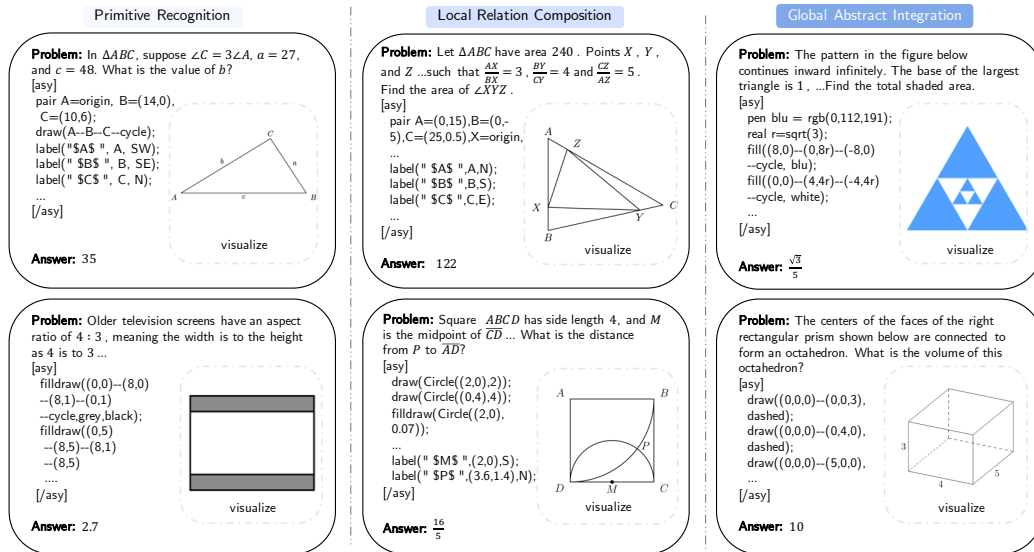 Primitive Recognition
Problem: In ΔABC, suppose ∠C = 3∠A, a = 27,
and c = 48. What is the value of b?
[asy]
pair A=origin, B=(14,0),
C=(10,6);
draw(A--B--C--cycle);
label("$A$ ", A, SW);
label(" $B$ ", B, SE);
label(" $C$ ", C, N);
...
[/asy]
C
b
a
A
c
B
visualize
Answer: 35
Problem: Older television screens have an aspect
ratio of 4 : 3 , meaning the width is to the height
as 4 is to 3 ...
[asy]
filldraw((0,0)--(8,0)
--(8,1)--(0,1)
--cycle,grey,black);
filldraw((0,5)
--(8,5)--(8,1)
--(8,5)
....
[/asy]
visualize
Answer: 2.7
Local Relation Composition
Problem: Let ΔABC have area 240 . Points X , Y ,
and Z ...such that AX/BX = 3 , BY/CY = 4 and CZ/AZ = 5 .
Find the area of ∠XYZ .
[asy]
pair A=(0,15),B=(0,-
5),C=(25,0.5),X=origin,
...
label(" $A$ ",A,N);
label(" $B$ ",B,S);
label(" $C$ ",C,E);
...
[/asy]
A
Z
X
Y
C
B
visualize
Answer: 122
Problem: Square ABCD has side length 4, and M
is the midpoint of CD ... What is the distance
from P to AD?
[asy]
draw(Circle((2,0),2));
draw(Circle((0,4),4));
filldraw(Circle((2,0),
0.07));
...
label(" $M$ ",(2,0),S);
label(" $P$ ",(3.6,1.4),N);
[/asy]
A
B
P
D
M
C
visualize
Answer: 16/5
Global Abstract Integration
Problem: The pattern in the figure below
continues inward infinitely. The base of the largest
triangle is 1 , ...Find the total shaded area.
[asy]
pen blu = rgb(0,112,191);
real r=sqrt(3);
fill((8,0)--(0,8r)--(-8,0)
--cycle, blu);
fill((0,0)--(4,4r)--(-4,4r)
--cycle, white);
...
[/asy]
visualize
Answer: √3/5
Problem: The centers of the faces of the right
rectangular prism shown below are connected to
form an octahedron. What is the volume of this
octahedron?
[asy]
draw((0,0,0)--(0,0,3),
dashed);
draw((0,0,0)--(0,4,0),
dashed);
draw((0,0,0)--(5,0,0),
...
[/asy]
3
4
5
visualize
Answer: 10